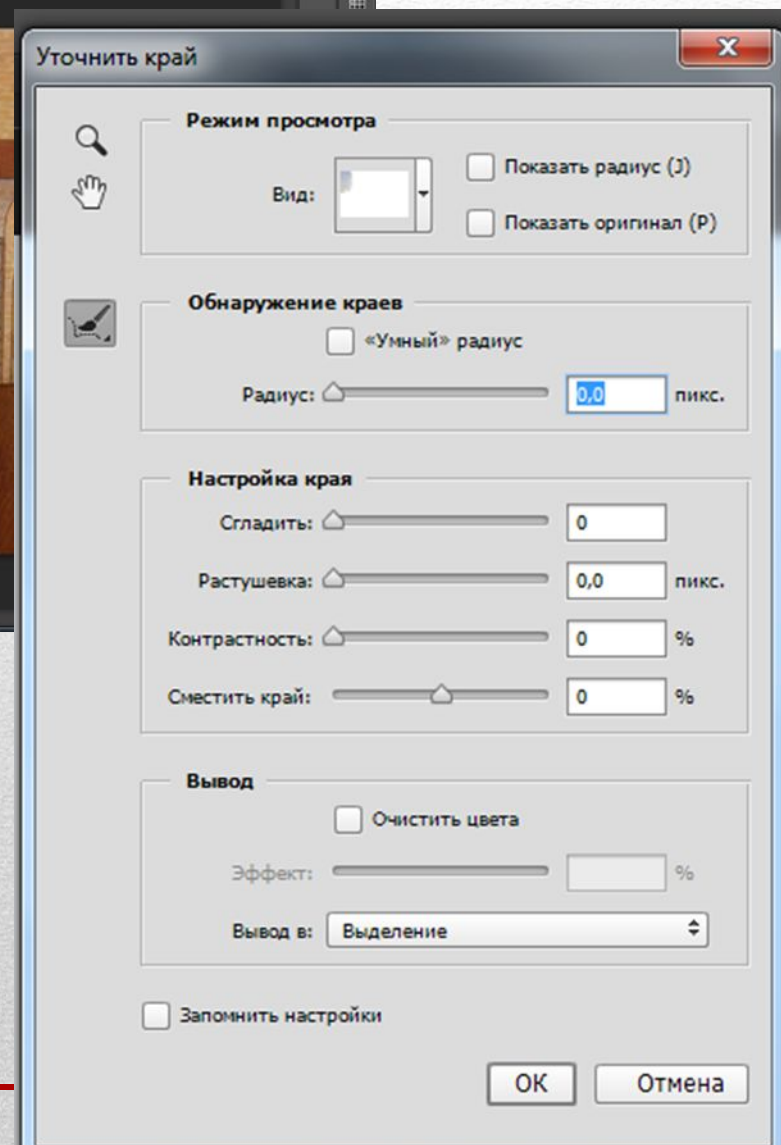 Уточнить край
x
Режим просмотра
Вид:
Показать радиус (J)
Показать оригинал (P)
Обнаружение краев
«Умный» радиус
Радиус: 0,0 пикс.
Настройка края
Сгладить: 0
Растушевка: 0,0 пикс.
Контрастность: 0 %
Сместить край: 0 %
Вывод
Очистить цвета
Эффект: %
Вывод в: Выделение
Запомнить настройки
ОК Отмена